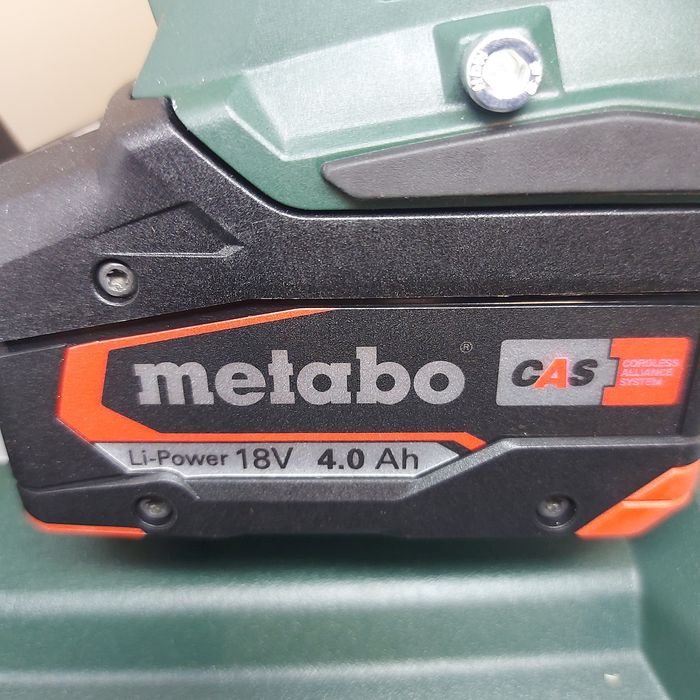 metabo®
CAS
CORDLESS
ALLIANCE
SYSTEM
Li-Power 18V 4.0 Ah